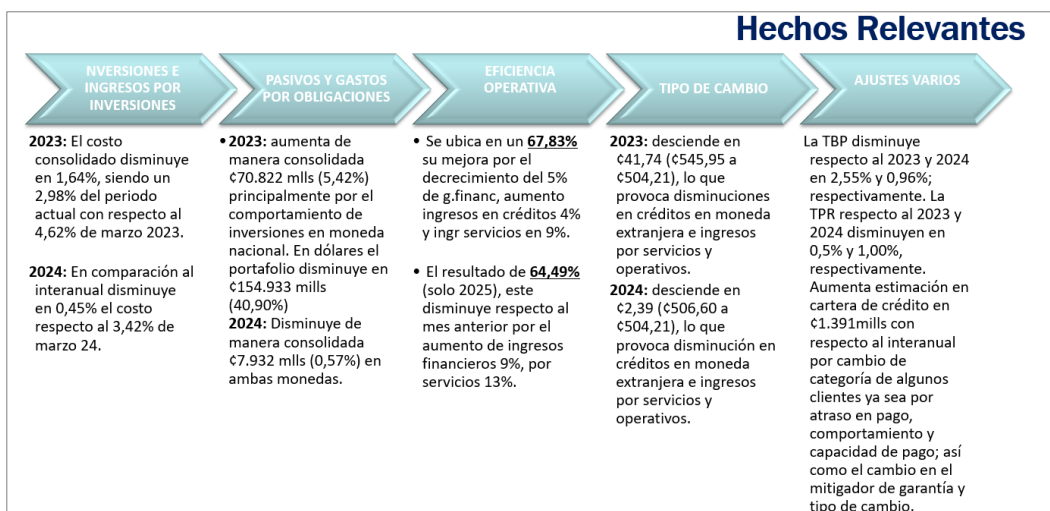 Hechos Relevantes
NVERSIONES E
INGRESOS POR
INVERSIONES
2023: El costo
consolidado disminuye
en 1,64%, siendo un
2,98% del periodo
actual con respecto al
4,62% de marzo 2023.
2024: En comparación al
interanual disminuye
en 0,45% el costo
respecto al 3,42% de
marzo 24.
PASIVOS Y GASTOS
POR OBLIGACIONES
• 2023: aumenta de
manera consolidada
¢70.822 mlls (5,42%)
principalmente por el
comportamiento de
inversiones en moneda
nacional. En dólares el
portafolio disminuye en
¢154.933 mills
(40,90%)
2024: Disminuye de
manera consolidada
¢7.932 mlls (0,57%) en
ambas monedas.
EFICIENCIA
OPERATIVA
• Se ubica en un 67,83%
su mejora por el
decrecimiento del 5%
de g.financ, aumento
ingresos en créditos 4%
y ingr servicios en 9%.
• El resultado de 64,49%
(solo 2025), este
disminuye respecto al
mes anterior por el
aumento de ingresos
financieros 9%, por
servicios 13%.
TIPO DE CAMBIO
2023: desciende en
¢41,74 (¢545,95 a
¢504,21), lo que
provoca disminuciones
en créditos en moneda
extranjera e ingresos
por servicios y
operativos.
2024: desciende en
¢2,39 (¢506,60 a
¢504,21), lo que
provoca disminución en
créditos en moneda
extranjera e ingresos
por servicios y
operativos.
AJUSTES VARIOS
La TBP disminuye
respecto al 2023 y 2024
en 2,55% y 0,96%;
respectivamente. La
TPR respecto al 2023 y
2024 disminuyen en
0,5% y 1,00%,
respectivamente.
Aumenta estimación en
cartera de crédito en
¢1.391mills con
respecto al interanual
por cambio de
categoría de algunos
clientes ya sea por
atraso en pago,
comportamiento y
capacidad de pago; así
como el cambio en el
mitigador de garantía y
tipo de cambio.